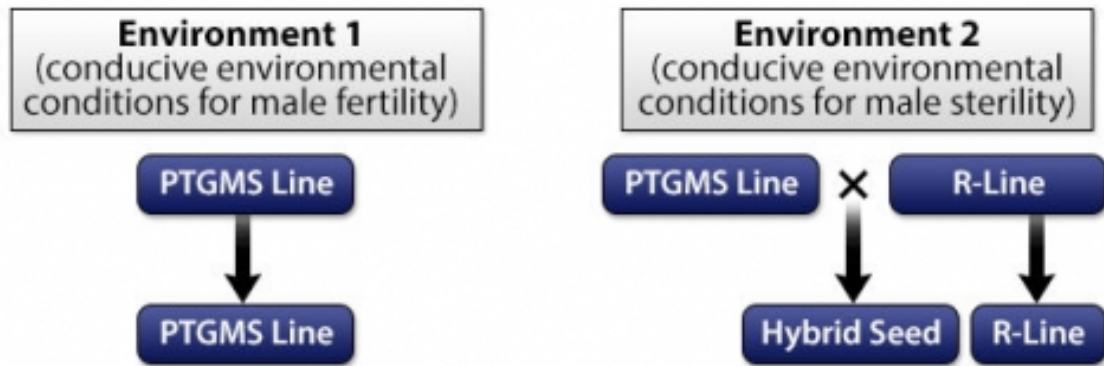 Environment 1
(conducive environmental
conditions for male fertility)
PTGMS Line
PTGMS Line
Environment 2
(conducive environmental
conditions for male sterility)
PTGMS Line × R-Line
Hybrid Seed R-Line